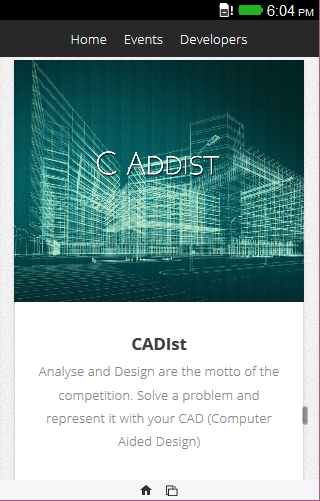 6:04 PM
Home Events Developers
C ADDIST
CADIst
Analyse and Design are the motto of the
competition. Solve a problem and
represent it with your CAD (Computer
Aided Design)